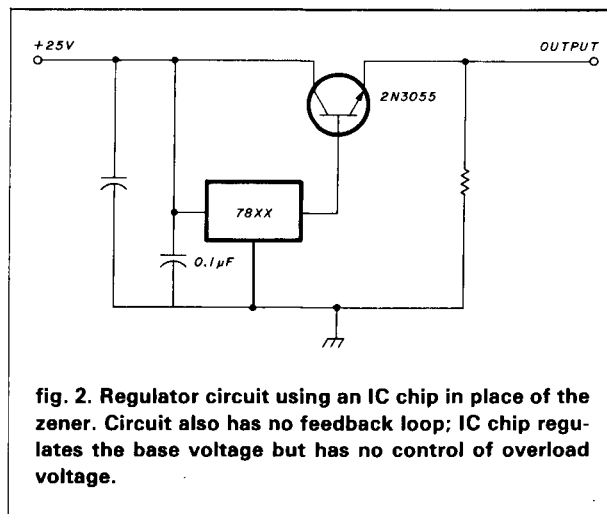 +25V
OUTPUT
2N3055
78XX
0.1µF
fig. 2. Regulator circuit using an IC chip in place of the
zener. Circuit also has no feedback loop; IC chip regu-
lates the base voltage but has no control of overload
voltage.